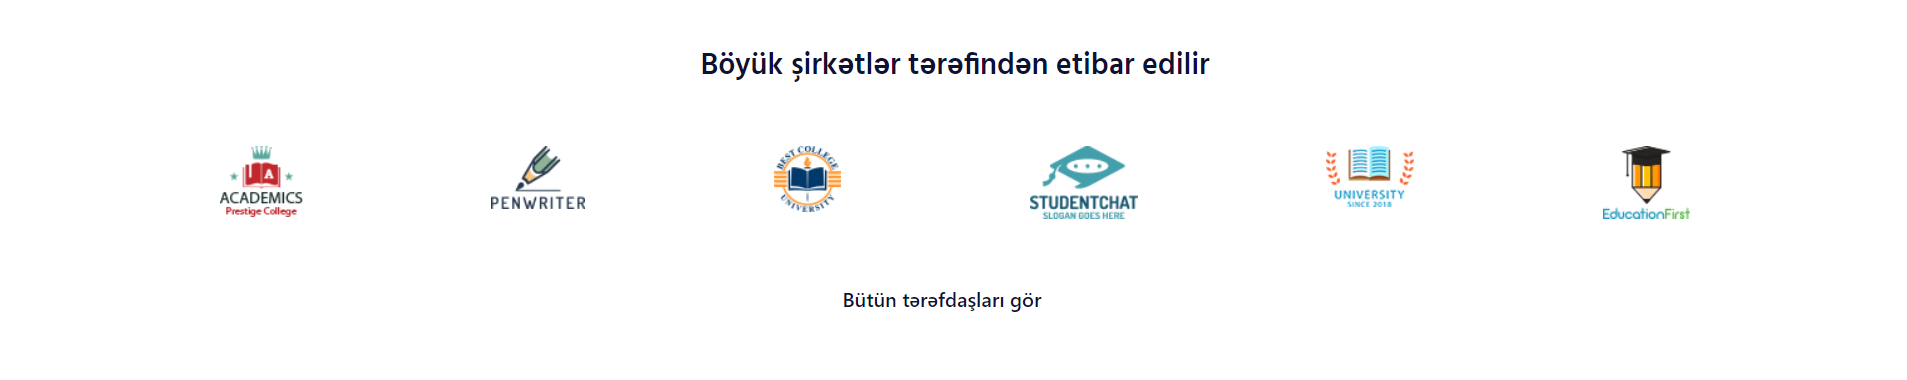 Böyük şirkətlər tərəfindən etibar edilir
ACADEMICS
Prestige College
PENWRITER
BEST COLLEGE
UNIVERSITY
STUDENTCHAT
SLOGAN GOES HERE
UNIVERSITY
SINCE 2018
EducationFirst
Bütün tərəfdaşları gör